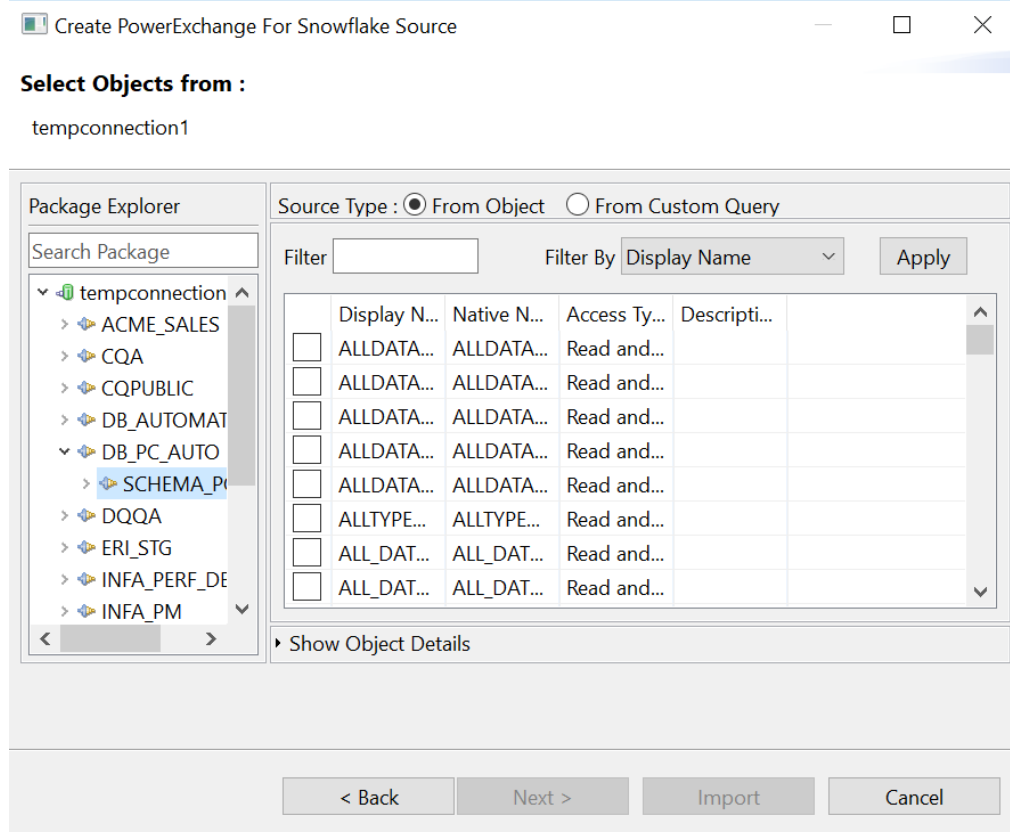 Create PowerExchange For Snowflake Source
Select Objects from :
tempconnection1
Package Explorer
Search Package
tempconnection
ACME_SALES
CQA
CQPUBLIC
DB_AUTOMAT
DB_PC_AUTO
SCHEMA_P
DQQA
ERI_STG
INFA_PERF_DE
INFA_PM
Source Type : From Object From Custom Query
Filter Filter By Display Name Apply
Display N... Native N... Access Ty... Descripti...
ALLDATA... ALLDATA... Read and...
ALLDATA... ALLDATA... Read and...
ALLDATA... ALLDATA... Read and...
ALLDATA... ALLDATA... Read and...
ALLDATA... ALLDATA... Read and...
ALLTYPE... ALLTYPE... Read and...
ALL_DAT... ALL_DAT... Read and...
ALL_DAT... ALL_DAT... Read and...
Show Object Details
< Back Next > Import Cancel